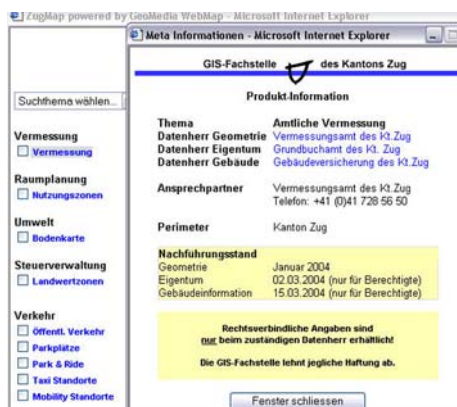 ZugMap powered by GeoMedia WebMap - Microsoft Internet Explorer
Meta Informationen - Microsoft Internet Explorer
GIS-Fachstelle des Kantons Zug
Produkt-Information
Suchthema wählen...
Vermessung
Vermessung
Raumplanung
Nutzungszonen
Umwelt
Bodenkarte
Steuerverwaltung
Landwertzonen
Verkehr
Öffentl. Verkehr
Parkplätze
Park & Ride
Taxi Standorte
Mobility Standorte
Thema Amtliche Vermessung
Datenherr Geometrie Vermessungsamt des Kt.Zug
Datenherr Eigentum Grundbuchamt des Kt. Zug
Datenherr Gebäude Gebäudeversicherung des Kt.Zug
Ansprechpartner Vermessungsamt des Kt.Zug
Telefon: +41 (0)41 728 56 50
Perimeter Kanton Zug
Nachführungsstand
Geometrie Januar 2004
Eigentum 02.03.2004 (nur für Berechtigte)
Gebäudeinformation 15.03.2004 (nur für Berechtigte)
Rechtsverbindliche Angaben sind
nur beim zuständigen Datenherr erhältlich!
Die GIS-Fachstelle lehnt jegliche Haftung ab.
Fenster schliessen